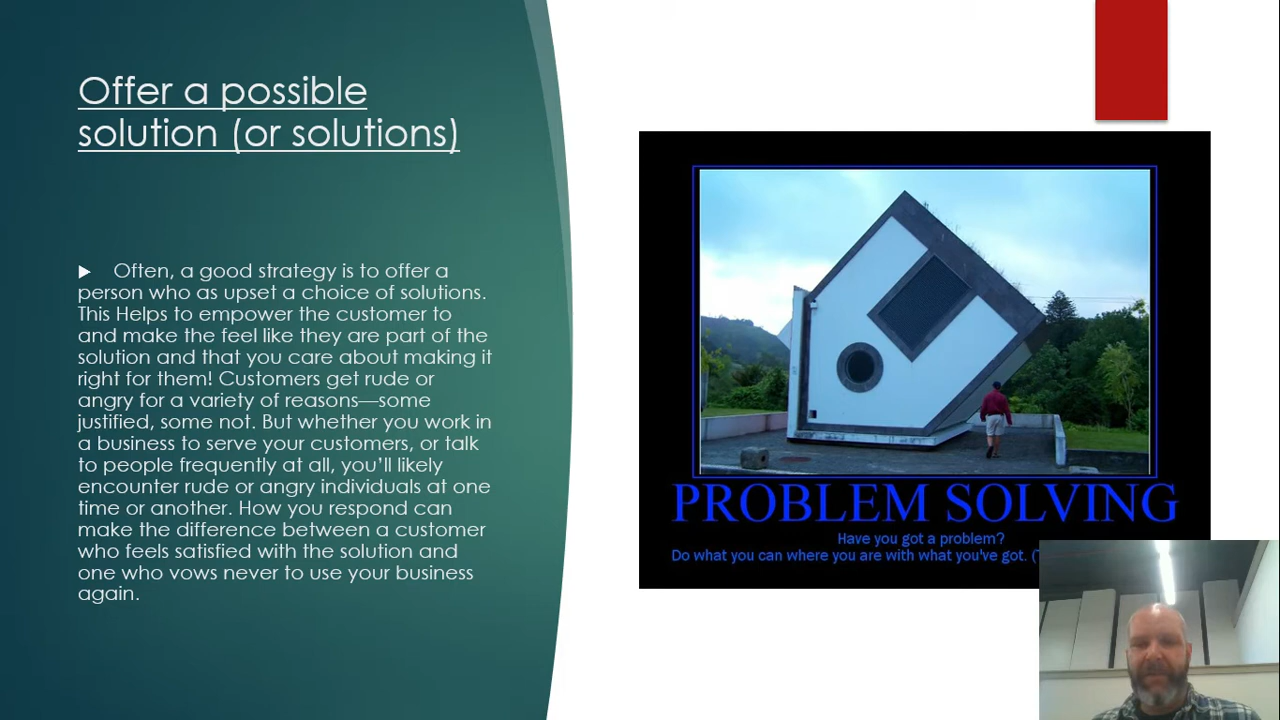 Offer a possible
solution (or solutions)
Often, a good strategy is to offer a
person who as upset a choice of solutions.
This Helps to empower the customer to
and make the feel like they are part of the
solution and that you care about making it
right for them! Customers get rude or
angry for a variety of reasons—some
justified, some not. But whether you work in
a business to serve your customers, or talk
to people frequently at all, you'll likely
encounter rude or angry individuals at one
time or another. How you respond can
make the difference between a customer
who feels satisfied with the solution and
one who vows never to use your business
again.
PROBLEM SOLVING
Have you got a problem?
Do what you can where you are with what you've got. (